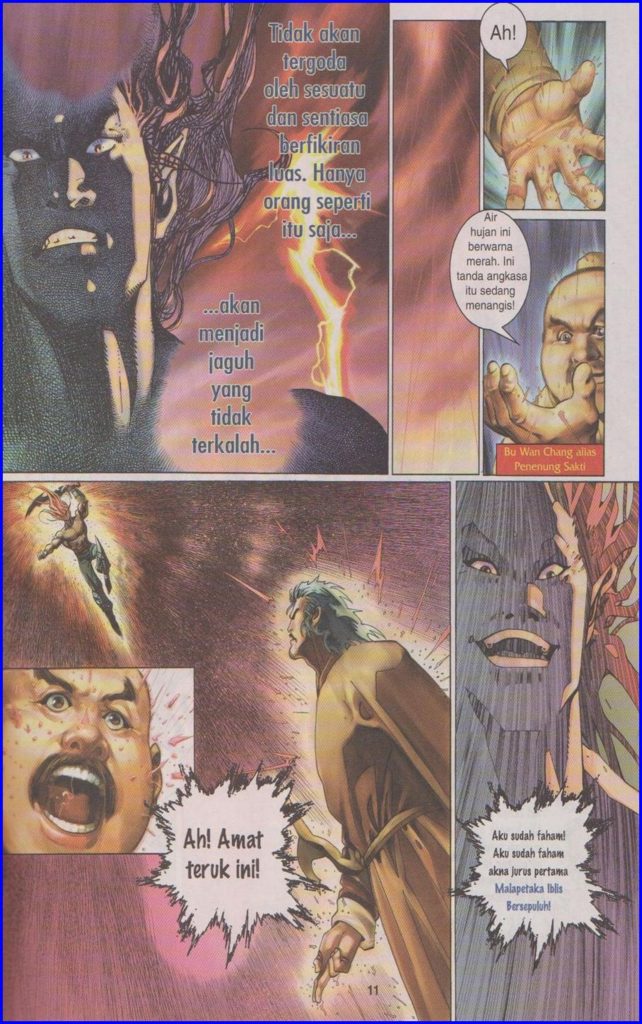 Tidak akan
tergoda
oleh sesuatu
dan sentiasa
berfikiran
luas. Hanya
orang seperti
itu saja...
...akan
menjadi
jaguh
yang
tidak
terkalah...
Ah!
Air
hujan ini
berwarna
merah. Ini
tanda angkasa
itu sedang
menangis!
Bu Wan Chang alias
Penenung Sakti
Ah! Amat
teruk ini!
Aku sudah faham!
Aku sudah faham
akna jurus pertama
Malapetaka Iblis
Bersepuluh!
11